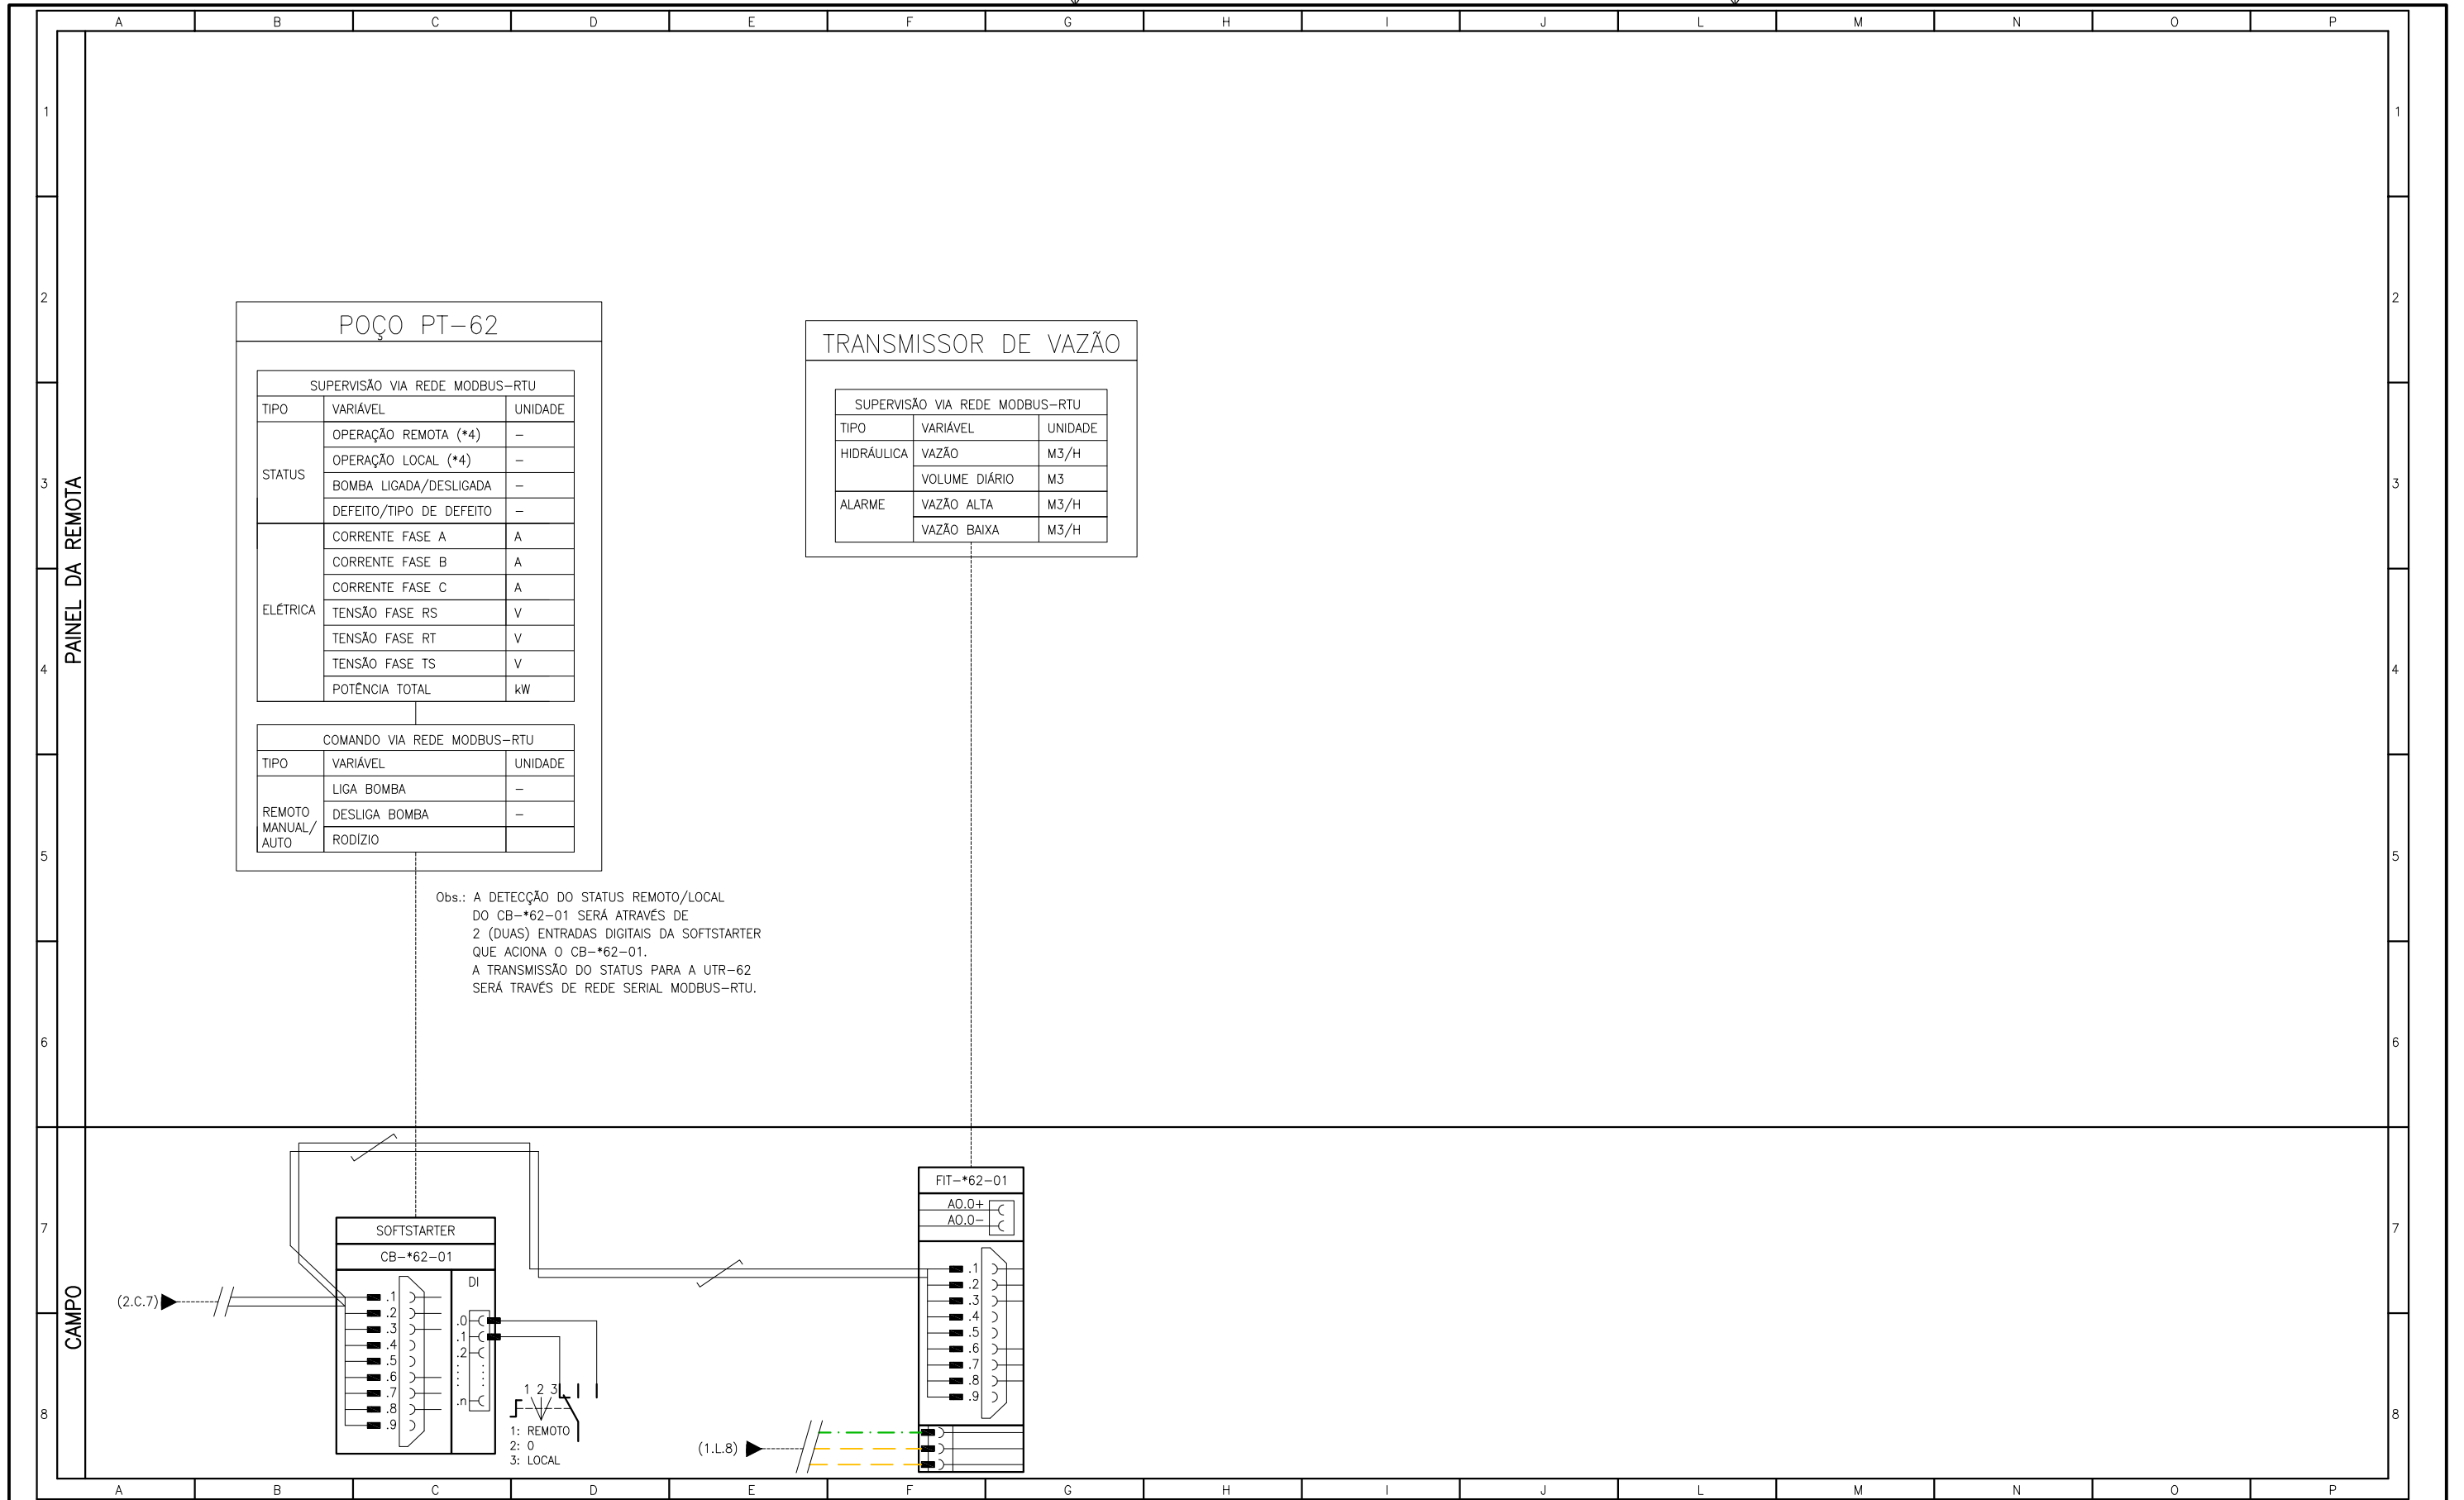 A B C D E F G H I J L M N O P
1 1
2 2
3 3
4 4
5 5
6 6
7 7
8 8
PAINEL DA REMOTA
CAMPO
POÇO PT-62
SUPERVISÃO VIA REDE MODBUS-RTU
TIPO VARIÁVEL UNIDADE
STATUS
OPERAÇÃO REMOTA (*4) -
OPERAÇÃO LOCAL (*4) -
BOMBA LIGADA/DESLIGADA -
DEFEITO/TIPO DE DEFEITO -
ELÉTRICA
CORRENTE FASE A A
CORRENTE FASE B A
CORRENTE FASE C A
TENSÃO FASE RS V
TENSÃO FASE RT V
TENSÃO FASE TS V
POTÊNCIA TOTAL kW
COMANDO VIA REDE MODBUS-RTU
TIPO VARIÁVEL UNIDADE
REMOTO
MANUAL/
AUTO
LIGA BOMBA -
DESLIGA BOMBA -
RODÍZIO
TRANSMISSOR DE VAZÃO
SUPERVISÃO VIA REDE MODBUS-RTU
TIPO VARIÁVEL UNIDADE
HIDRÁULICA VAZÃO M3/H
VOLUME DIÁRIO M3
ALARME VAZÃO ALTA M3/H
VAZÃO BAIXA M3/H
Obs.: A DETECÇÃO DO STATUS REMOTO/LOCAL
DO CB-*62-01 SERÁ ATRAVÉS DE
2 (DUAS) ENTRADAS DIGITAIS DA SOFTSTARTER
QUE ACIONA O CB-*62-01.
A TRANSMISSÃO DO STATUS PARA A UTR-62
SERÁ TRAVÉS DE REDE SERIAL MODBUS-RTU.
(2.C.7)
SOFTSTARTER
CB-*62-01
DI
.1
.2
.3
.4
.5
.6
.7
.8
.9
.0
.1
.2
.n
1 2 3
1: REMOTO
2: 0
3: LOCAL
FIT-*62-01
AO.0+
AO.0-
.1
.2
.3
.4
.5
.6
.7
.8
.9
(1.L.8)
A B C D E F G H I J L M N O P